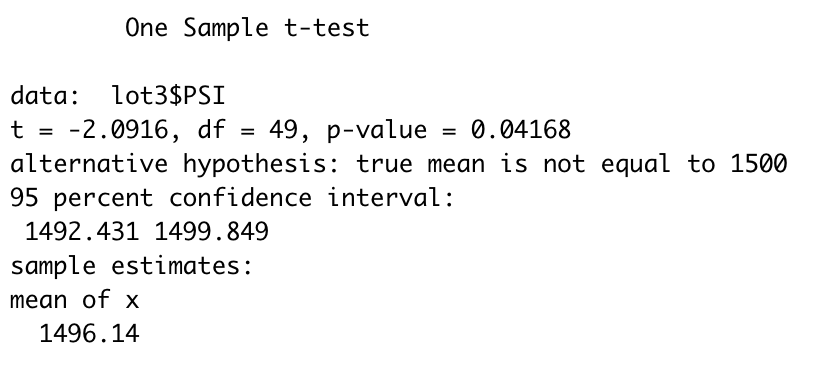 One Sample t-test
data:  lot3$PSI
t = -2.0916, df = 49, p-value = 0.04168
alternative hypothesis: true mean is not equal to 1500
95 percent confidence interval:
1492.431 1499.849
sample estimates:
mean of x
1496.14